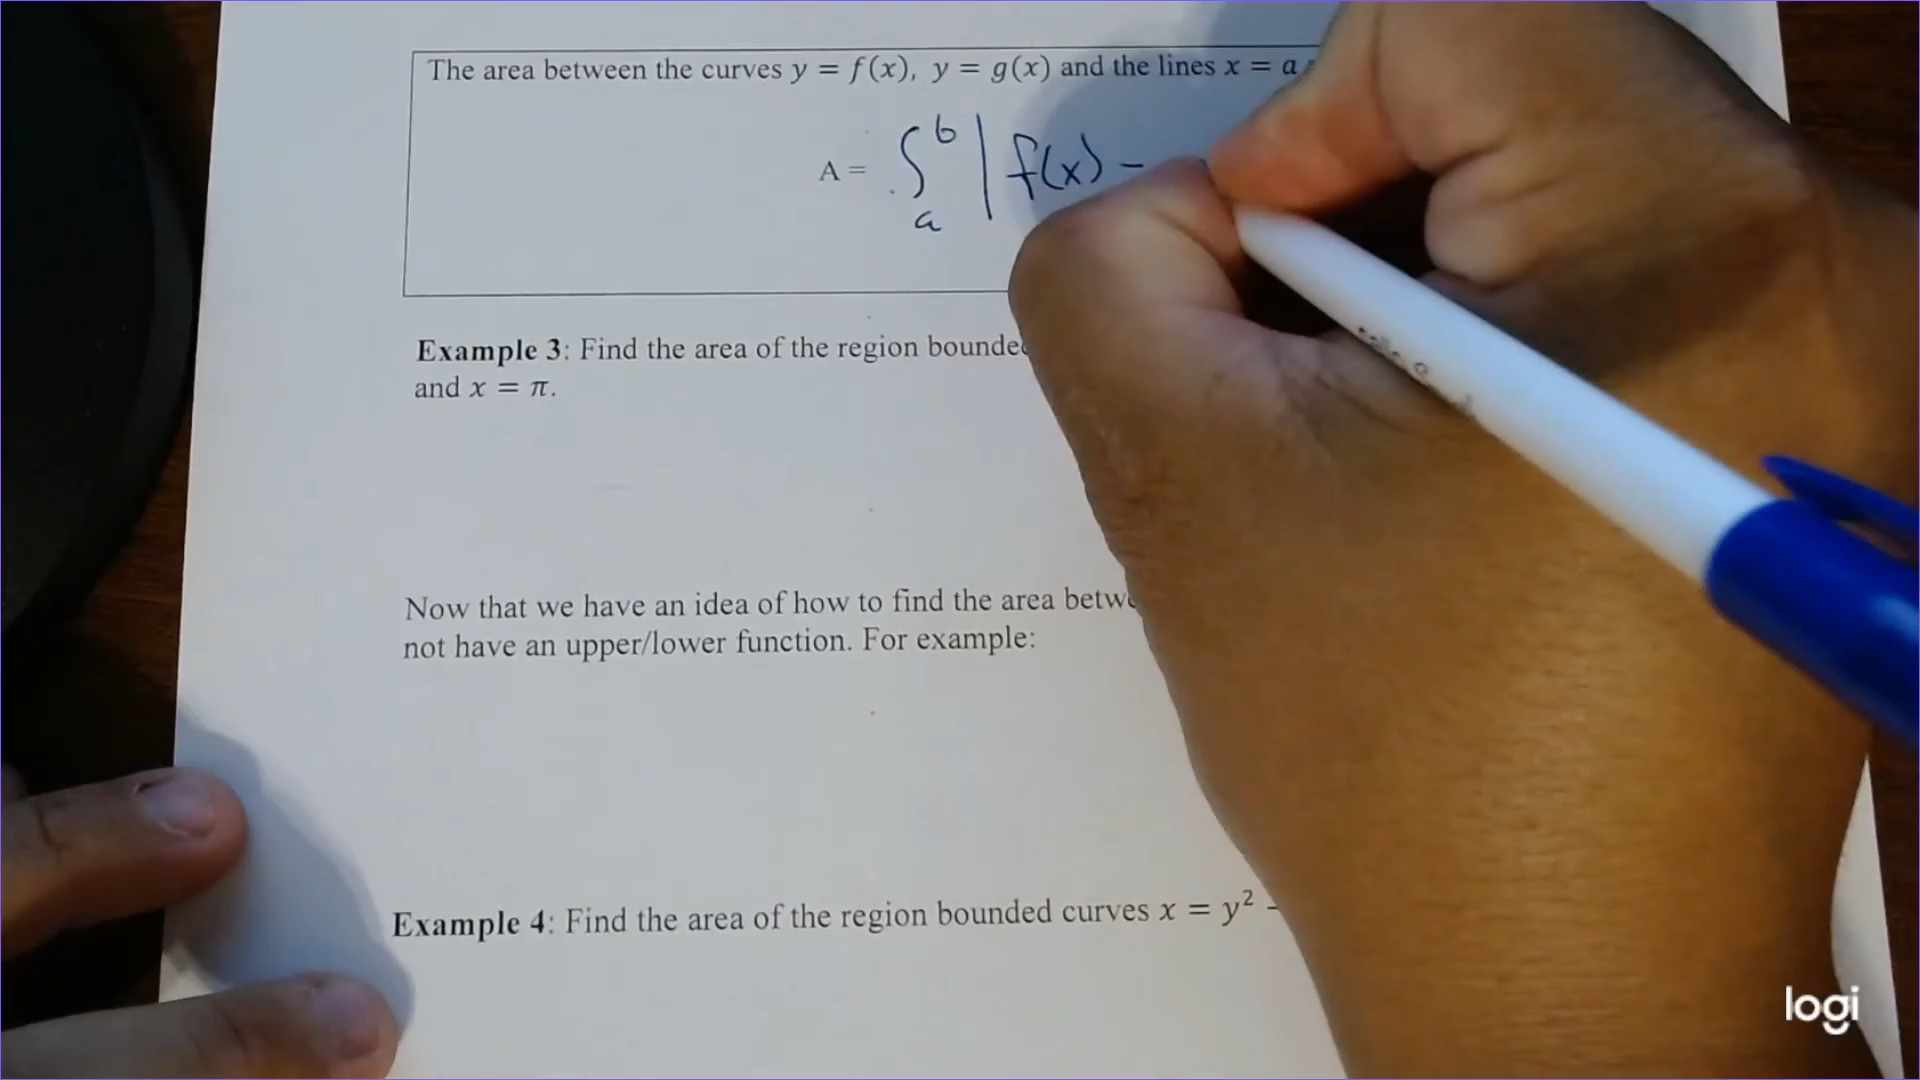 The area between the curves y = f(x), y = g(x) and the lines x = a
A = ∫_a^b | f(x) -
Example 3: Find the area of the region bounded
and x = π.
Now that we have an idea of how to find the area
not have an upper/lower function. For example:
Example 4: Find the area of the region bounded curves x = y² -
logi